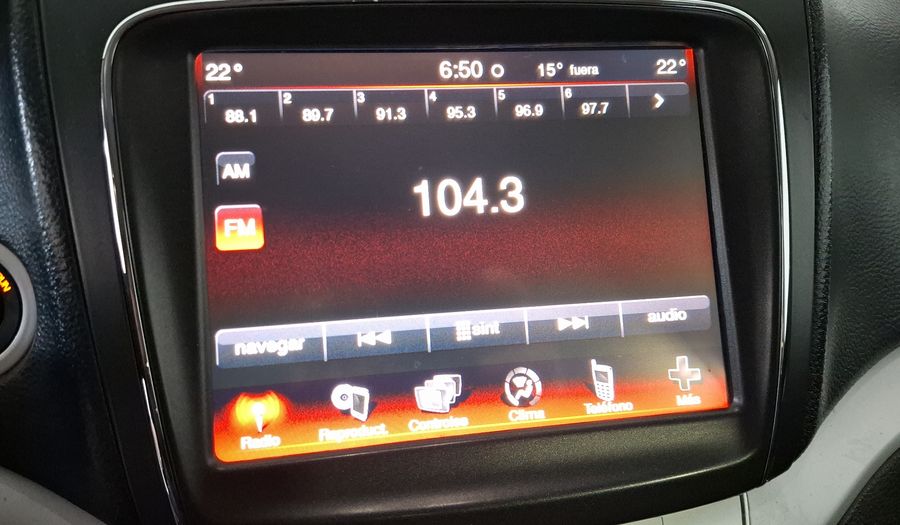 22° 6:50 15° fuera 22°
1 2 3 4 5 6
88.1 89.7 91.3 95.3 96.9 97.7
AM
104.3
FM
navegar sint audio
Radio Reproduct. Controles Clima Teléfono Más
RUN